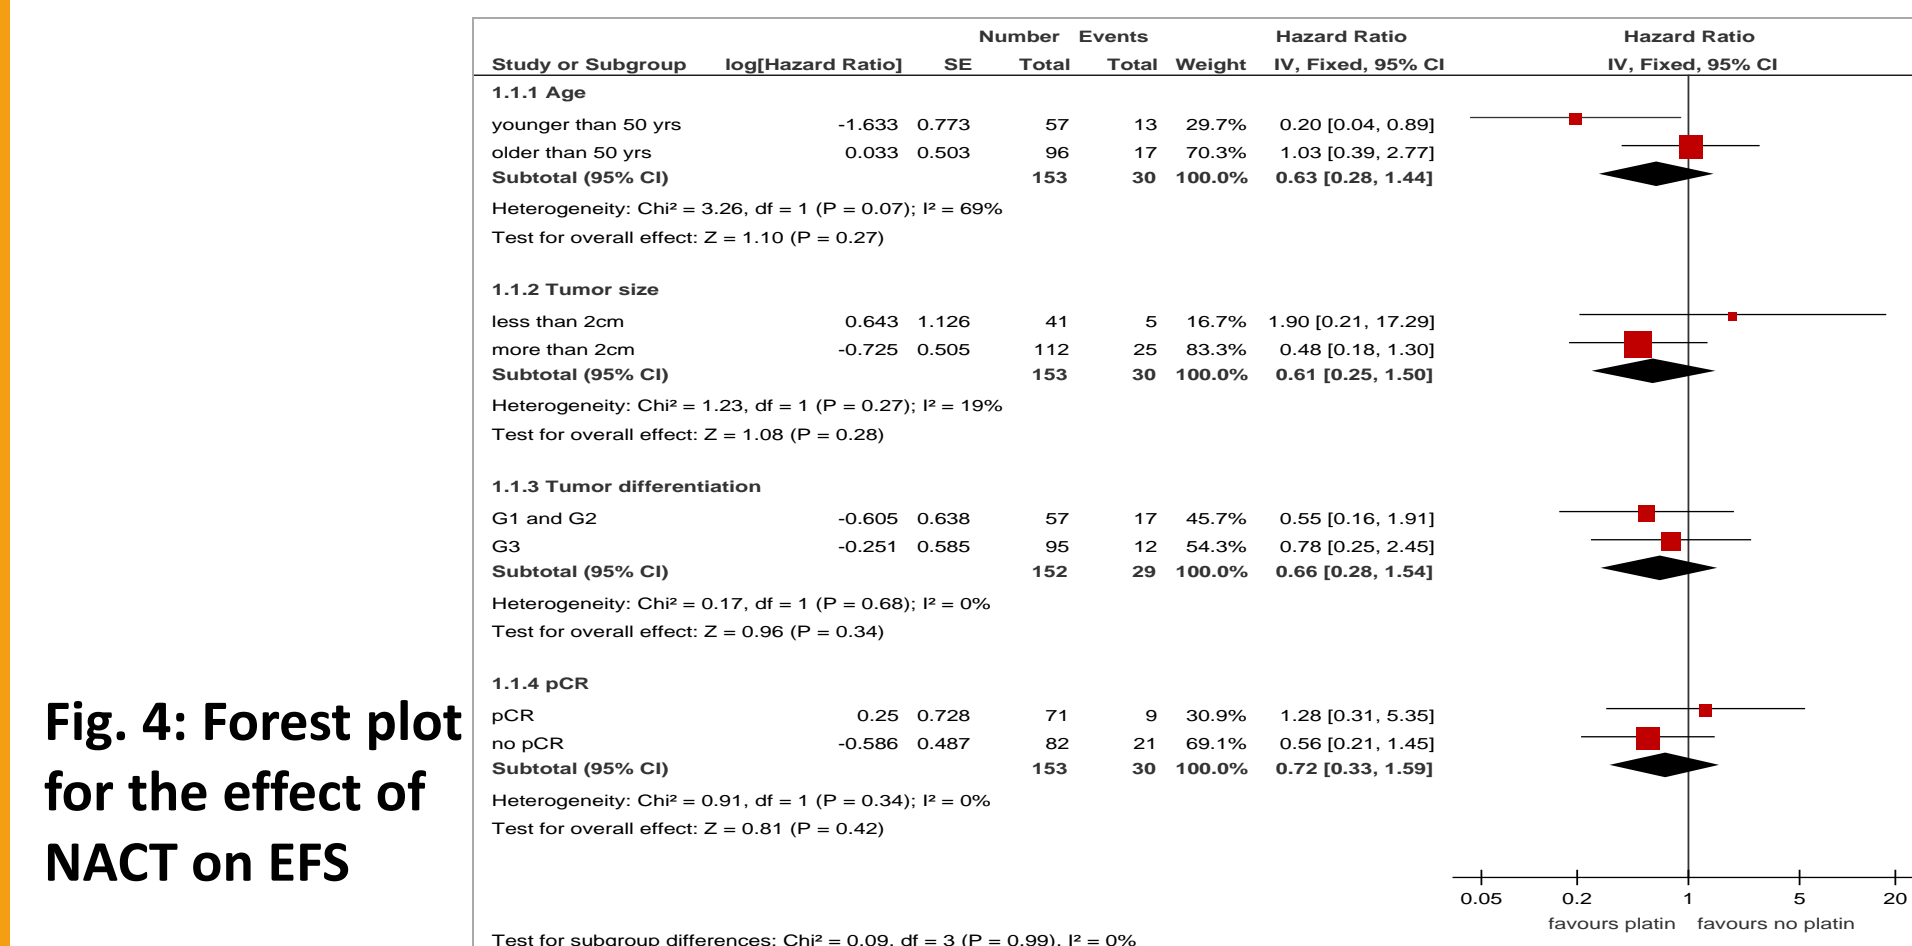 Number Events Hazard Ratio Hazard Ratio
Study or Subgroup log[Hazard Ratio] SE Total Total Weight IV, Fixed, 95% CI IV, Fixed, 95% CI
1.1.1 Age
younger than 50 yrs -1.633 0.773 57 13 29.7% 0.20 [0.04, 0.89]
older than 50 yrs 0.033 0.503 96 17 70.3% 1.03 [0.39, 2.77]
Subtotal (95% CI) 153 30 100.0% 0.63 [0.28, 1.44]
Heterogeneity: Chi² = 3.26, df = 1 (P = 0.07); I² = 69%
Test for overall effect: Z = 1.10 (P = 0.27)
1.1.2 Tumor size
less than 2cm 0.643 1.126 41 5 16.7% 1.90 [0.21, 17.29]
more than 2cm -0.725 0.505 112 25 83.3% 0.48 [0.18, 1.30]
Subtotal (95% CI) 153 30 100.0% 0.61 [0.25, 1.50]
Heterogeneity: Chi² = 1.23, df = 1 (P = 0.27); I² = 19%
Test for overall effect: Z = 1.08 (P = 0.28)
1.1.3 Tumor differentiation
G1 and G2 -0.605 0.638 57 17 45.7% 0.55 [0.16, 1.91]
G3 -0.251 0.585 95 12 54.3% 0.78 [0.25, 2.45]
Subtotal (95% CI) 152 29 100.0% 0.66 [0.28, 1.54]
Heterogeneity: Chi² = 0.17, df = 1 (P = 0.68); I² = 0%
Test for overall effect: Z = 0.96 (P = 0.34)
1.1.4 pCR
pCR 0.25 0.728 71 9 30.9% 1.28 [0.31, 5.35]
no pCR -0.586 0.487 82 21 69.1% 0.56 [0.21, 1.45]
Subtotal (95% CI) 153 30 100.0% 0.72 [0.33, 1.59]
Heterogeneity: Chi² = 0.91, df = 1 (P = 0.34); I² = 0%
Test for overall effect: Z = 0.81 (P = 0.42)
0.05 0.2 1 5 20
favours platin favours no platin
Test for subgroup differences: Chi² = 0.09, df = 3 (P = 0.99), I² = 0%
Fig. 4: Forest plot
for the effect of
NACT on EFS